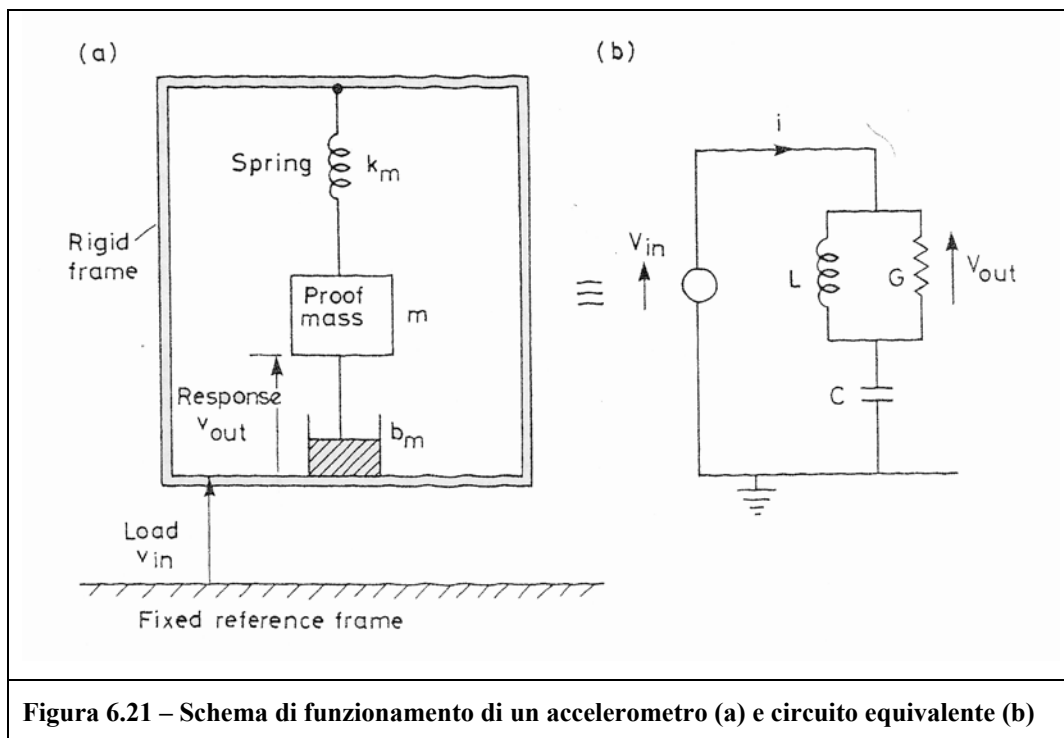 (a)
Spring k_m
Rigid
frame
Proof
mass m
Response
v_out
b_m
Load
v_in
Fixed reference frame
(b)
i
V_in
L G V_out
C
Figura 6.21 – Schema di funzionamento di un accelerometro (a) e circuito equivalente (b)